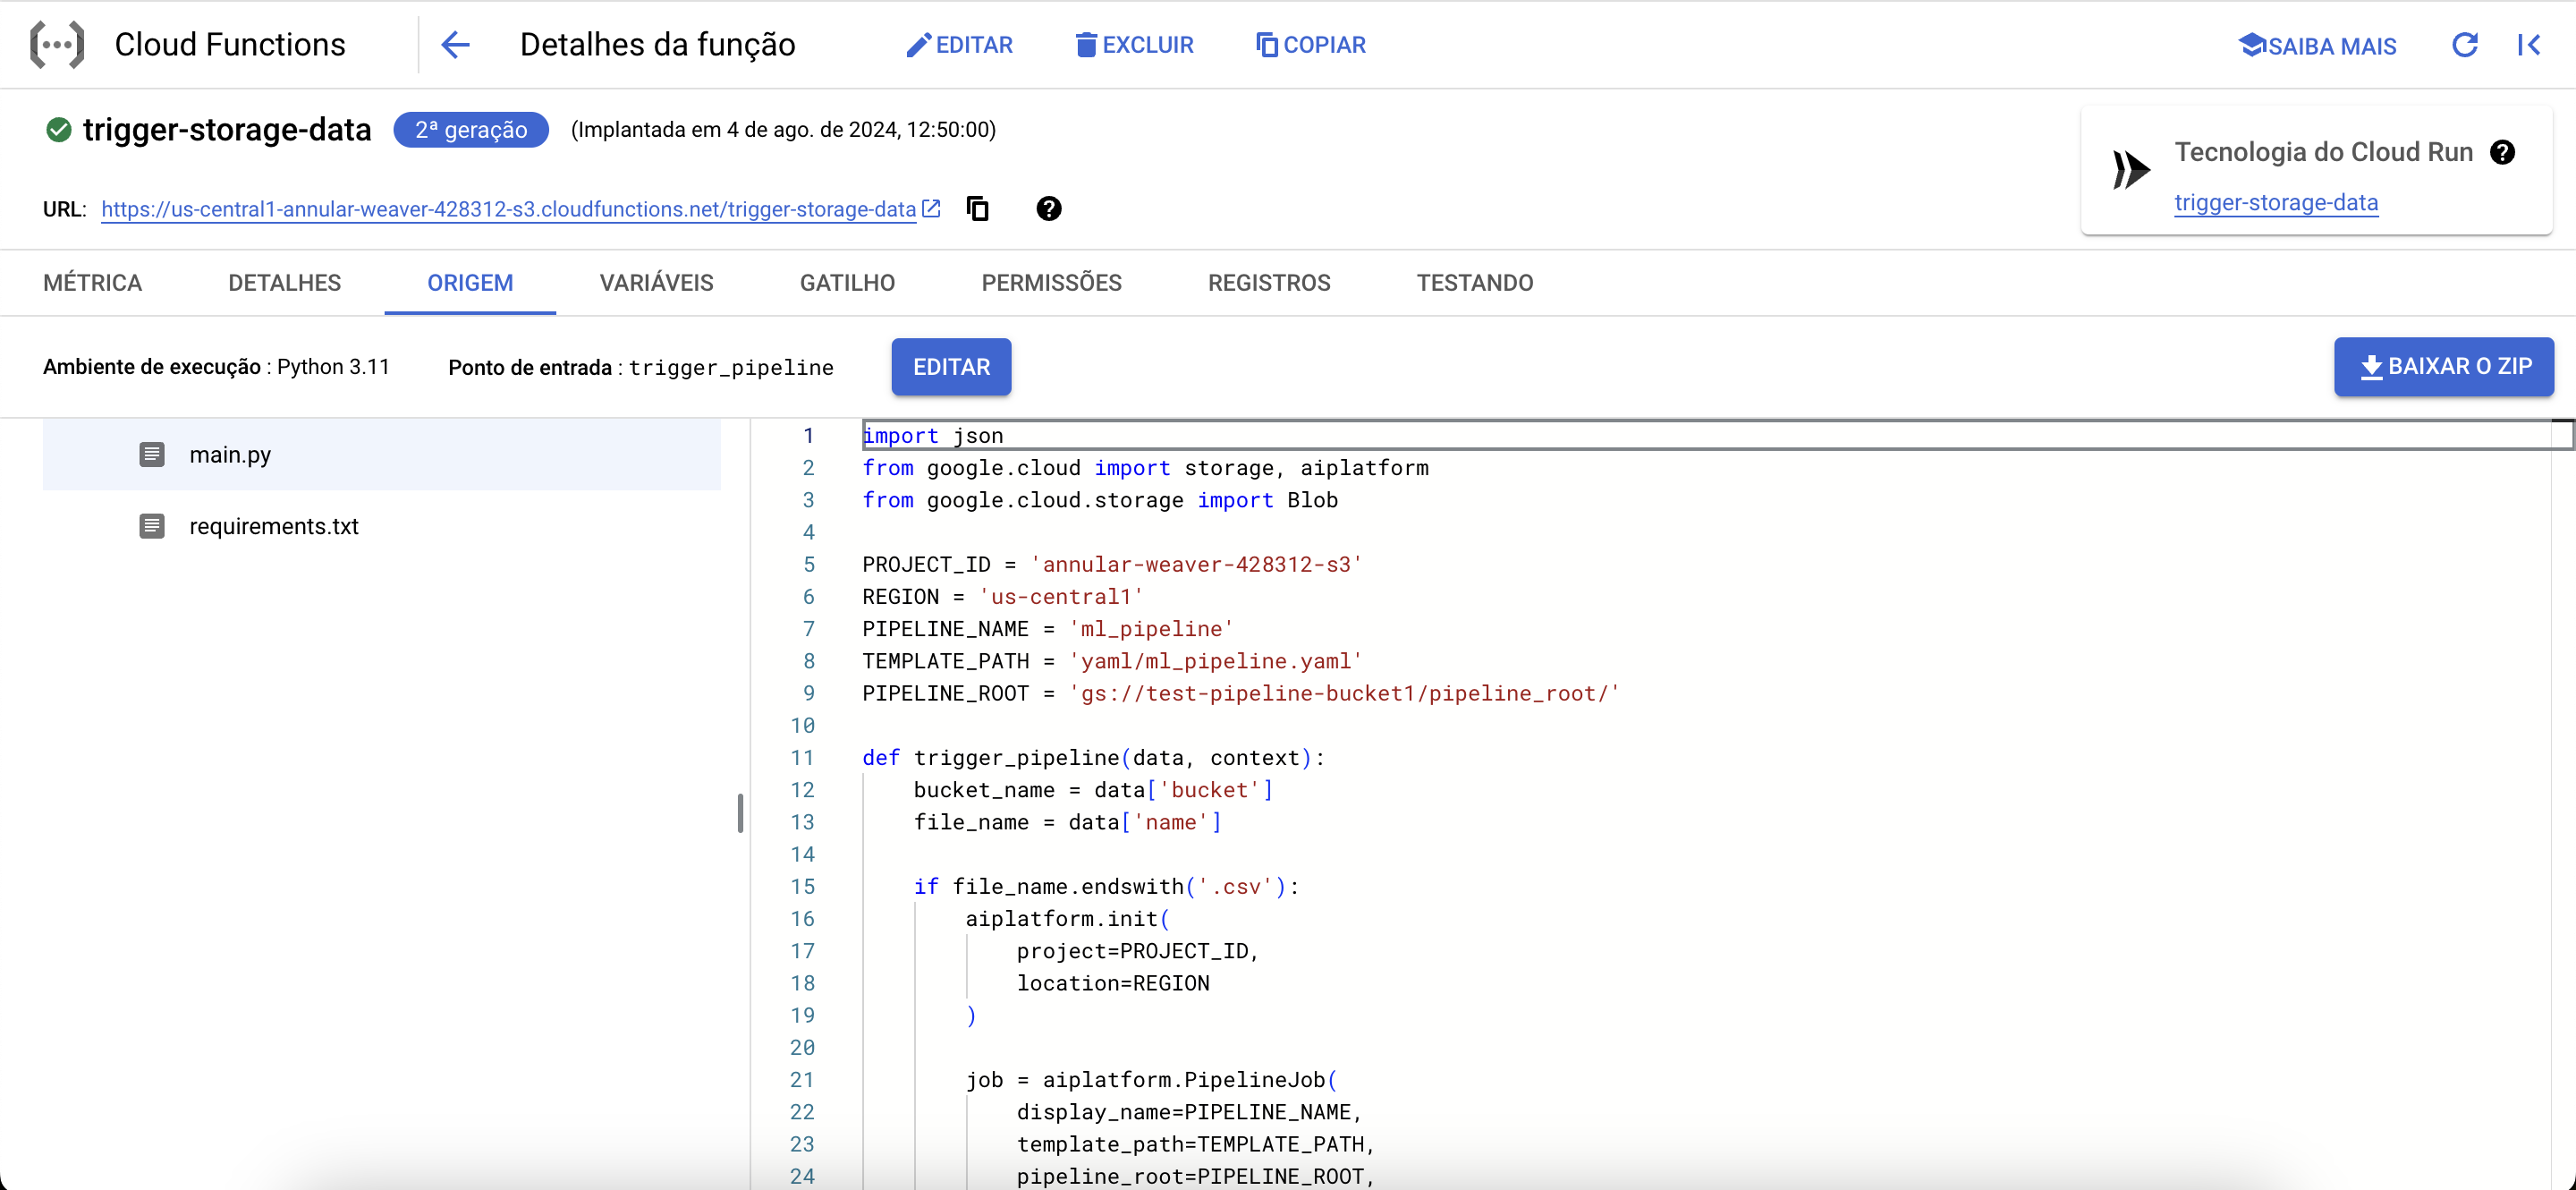 Cloud Functions
Detalhes da função
EDITAR
EXCLUIR
COPIAR
SAIBA MAIS
trigger-storage-data
2ª geração
(Implantada em 4 de ago. de 2024, 12:50:00)
Tecnologia do Cloud Run
trigger-storage-data
URL: https://us-central1-annular-weaver-428312-s3.cloudfunctions.net/trigger-storage-data
MÉTRICA
DETALHES
ORIGEM
VARIÁVEIS
GATILHO
PERMISSÕES
REGISTROS
TESTANDO
Ambiente de execução : Python 3.11
Ponto de entrada : trigger_pipeline
EDITAR
BAIXAR O ZIP
main.py
requirements.txt
1 import json
2 from google.cloud import storage, aiplatform
3 from google.cloud.storage import Blob
4
5 PROJECT_ID = 'annular-weaver-428312-s3'
6 REGION = 'us-central1'
7 PIPELINE_NAME = 'ml_pipeline'
8 TEMPLATE_PATH = 'yaml/ml_pipeline.yaml'
9 PIPELINE_ROOT = 'gs://test-pipeline-bucket1/pipeline_root/'
10
11 def trigger_pipeline(data, context):
12     bucket_name = data['bucket']
13     file_name = data['name']
14
15     if file_name.endswith('.csv'):
16         aiplatform.init(
17             project=PROJECT_ID,
18             location=REGION
19         )
20
21         job = aiplatform.PipelineJob(
22             display_name=PIPELINE_NAME,
23             template_path=TEMPLATE_PATH,
24             pipeline_root=PIPELINE_ROOT,